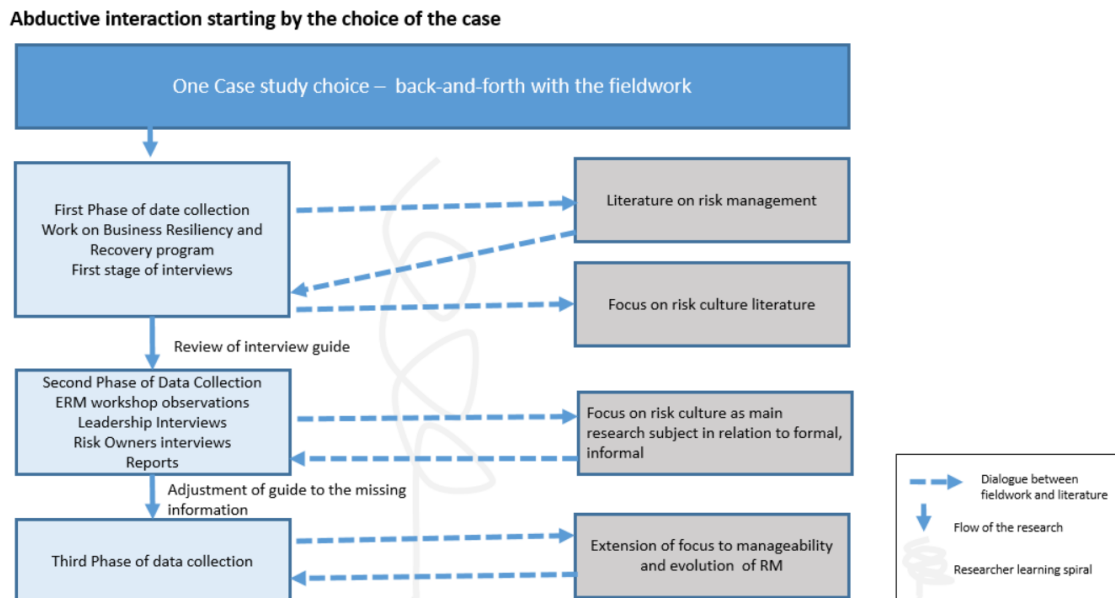 Abductive interaction starting by the choice of the case
One Case study choice – back-and-forth with the fieldwork
First Phase of date collection
Work on Business Resiliency and
Recovery program
First stage of interviews
Literature on risk management
Focus on risk culture literature
Review of interview guide
Second Phase of Data Collection
ERM workshop observations
Leadership Interviews
Risk Owners interviews
Reports
Focus on risk culture as main
research subject in relation to formal,
informal
Adjustment of guide to the missing
information
Third Phase of data collection
Extension of focus to manageability
and evolution of RM
Dialogue between
fieldwork and literature
Flow of the research
Researcher learning spiral